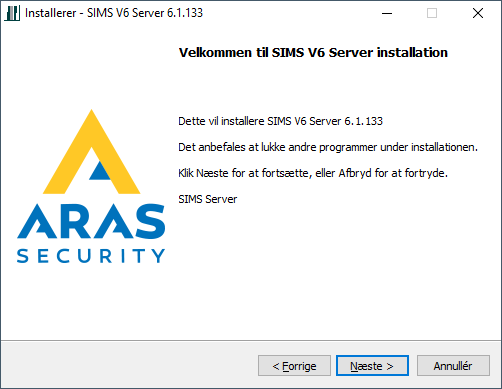 Installerer - SIMS V6 Server 6.1.133
Velkommen til SIMS V6 Server installation
Dette vil installere SIMS V6 Server 6.1.133
Det anbefales at lukke andre programmer under installationen.
Klik Næste for at fortsætte, eller Afbryd for at fortryde.
SIMS Server
ARAS
SECURITY
< Forrige
Næste >
Annullér